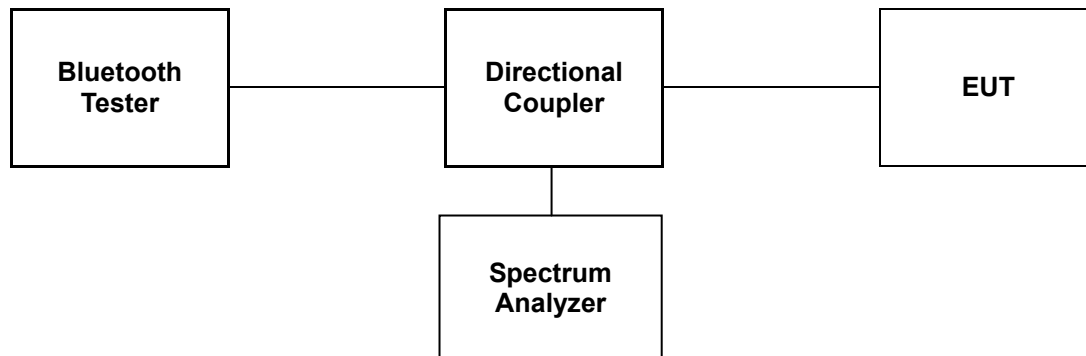 Bluetooth
Tester
Directional
Coupler
EUT
Spectrum
Analyzer